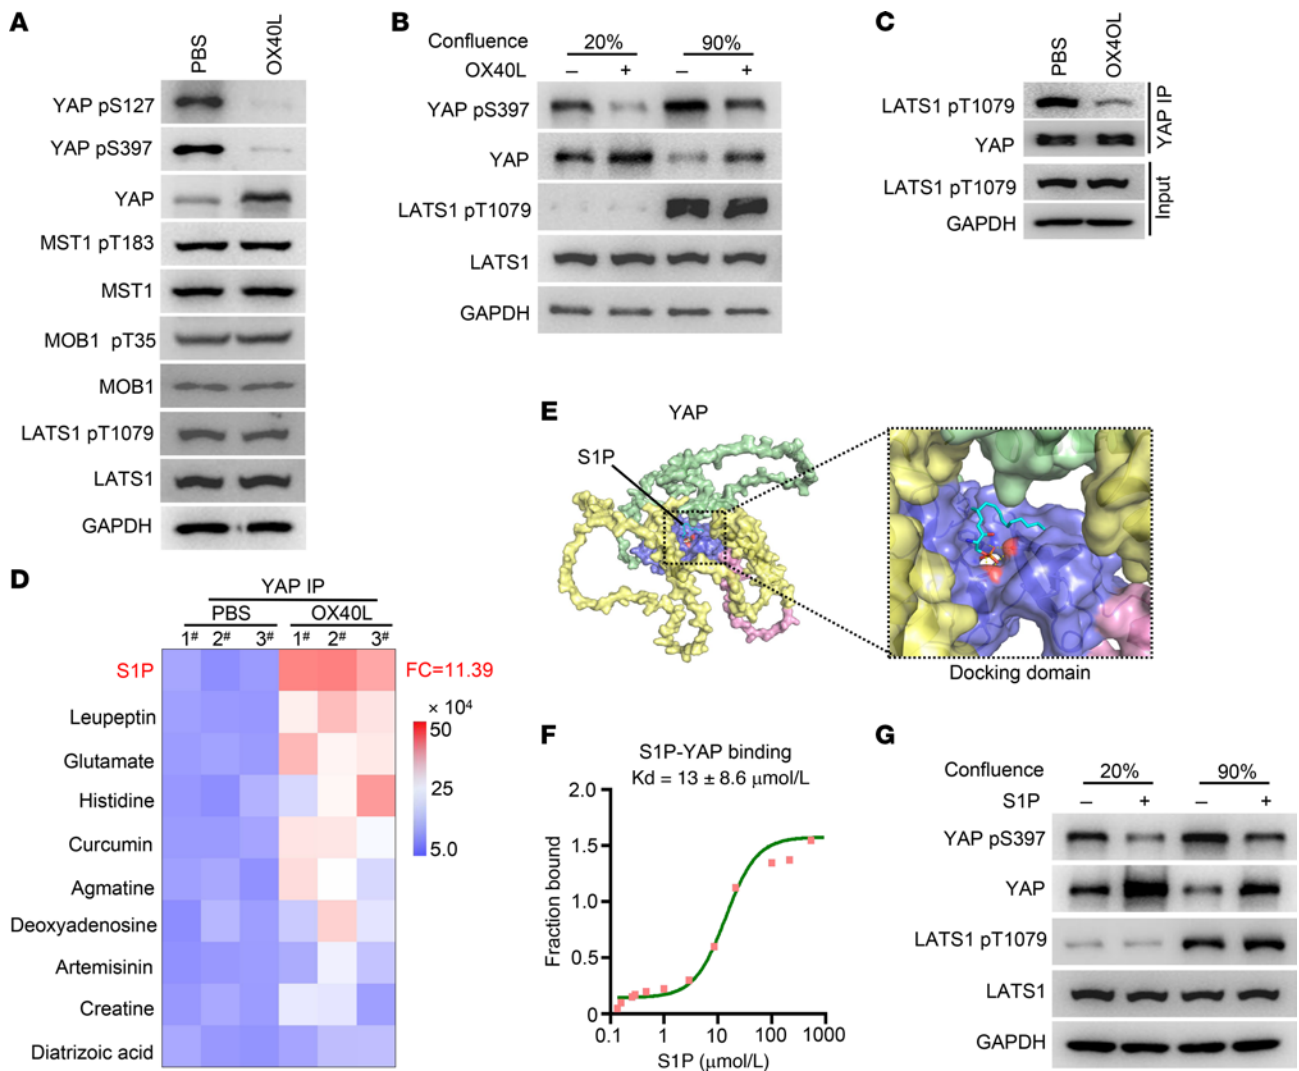 A
PBS
OX40L
YAP pS127
YAP pS397
YAP
MST1 pT183
MST1
MOB1 pT35
MOB1
LATS1 pT1079
LATS1
GAPDH
B
Confluence 20% 90%
OX40L – + – +
YAP pS397
YAP
LATS1 pT1079
LATS1
GAPDH
C
PBS
OX4OL
LATS1 pT1079
YAP
YAP IP
LATS1 pT1079
GAPDH
Input
D
YAP IP
PBS OX40L
1# 2# 3# 1# 2# 3#
S1P
FC=11.39
Leupeptin
Glutamate
Histidine
Curcumin
Agmatine
Deoxyadenosine
Artemisinin
Creatine
Diatrizoic acid
× 10⁴
50
25
5.0
E
YAP
S1P
Docking domain
F
S1P-YAP binding
Kd = 13 ± 8.6 μmol/L
Fraction bound
2.0
1.5
1.0
0.5
0
0.1 1 10 100 1000
S1P (μmol/L)
G
Confluence 20% 90%
S1P – + – +
YAP pS397
YAP
LATS1 pT1079
LATS1
GAPDH